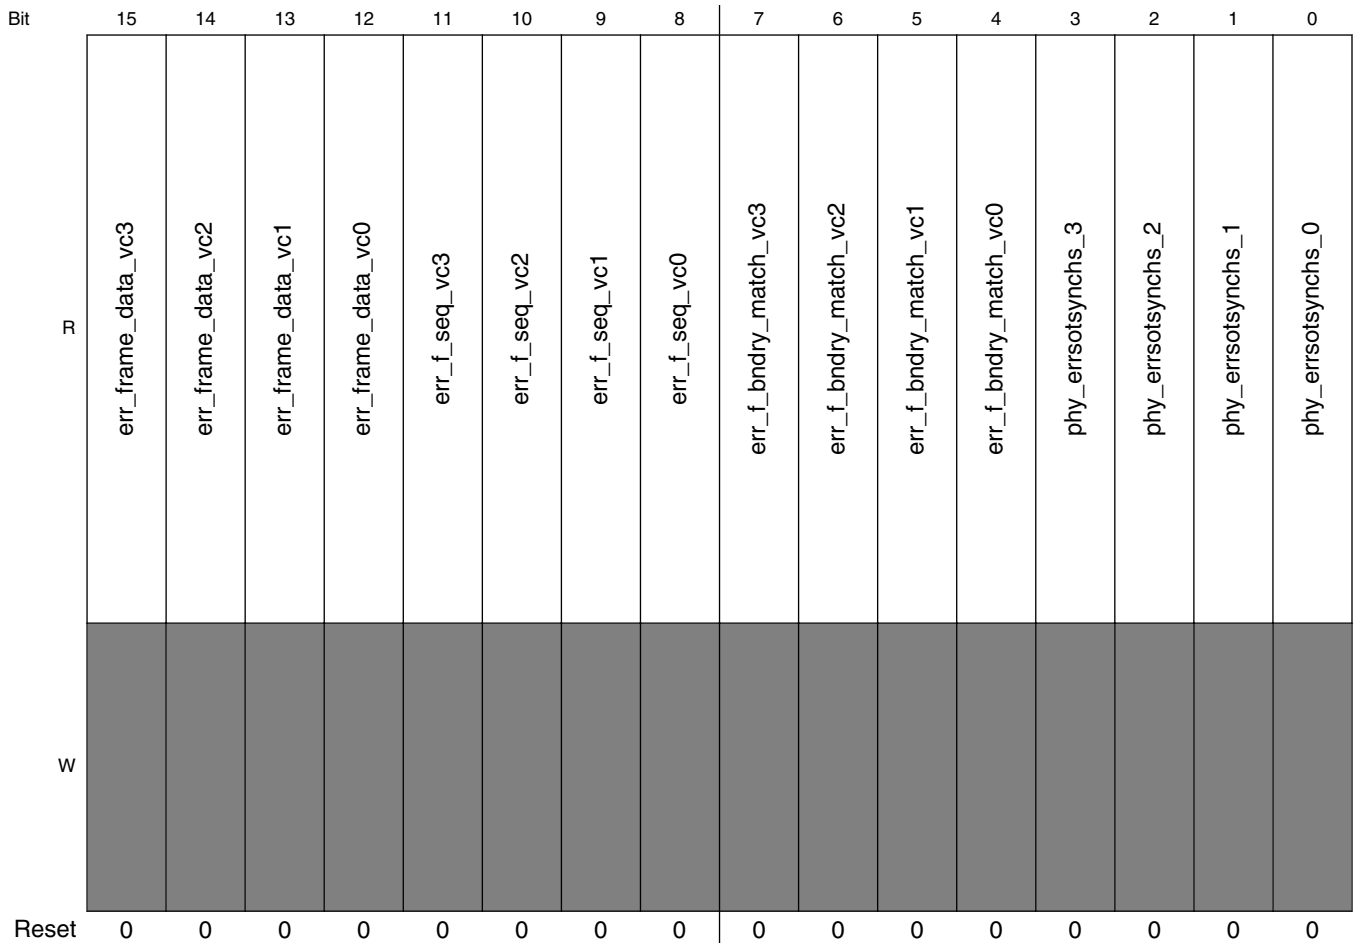 Bit 15 14 13 12 11 10 9 8 7 6 5 4 3 2 1 0
R
err_frame_data_vc3
err_frame_data_vc2
err_frame_data_vc1
err_frame_data_vc0
err_f_seq_vc3
err_f_seq_vc2
err_f_seq_vc1
err_f_seq_vc0
err_f_bndry_match_vc3
err_f_bndry_match_vc2
err_f_bndry_match_vc1
err_f_bndry_match_vc0
phy_errsotsynchs_3
phy_errsotsynchs_2
phy_errsotsynchs_1
phy_errsotsynchs_0
W
Reset 0 0 0 0 0 0 0 0 0 0 0 0 0 0 0 0